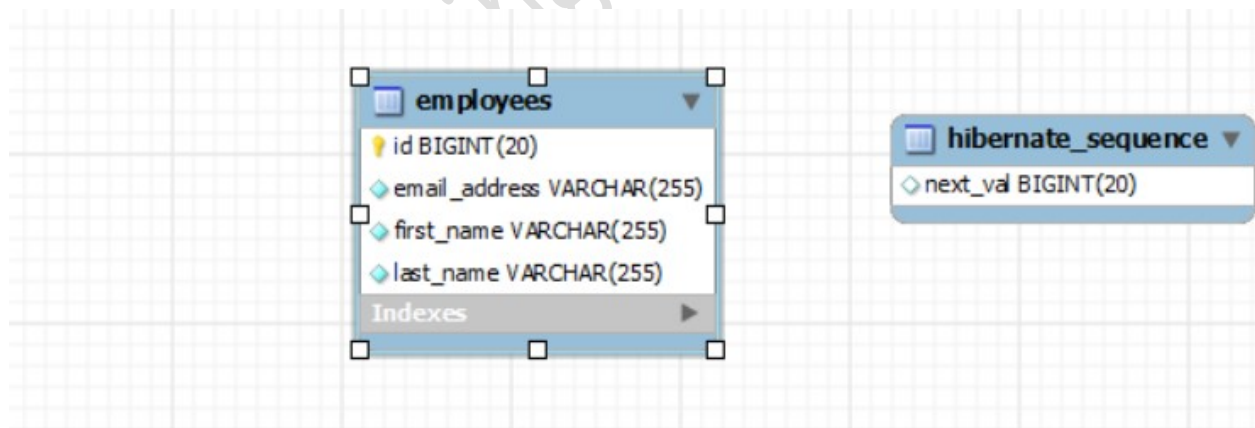 employees
id BIGINT(20)
email_address VARCHAR(255)
first_name VARCHAR(255)
last_name VARCHAR(255)
Indexes
hibernate_sequence
next_val BIGINT(20)